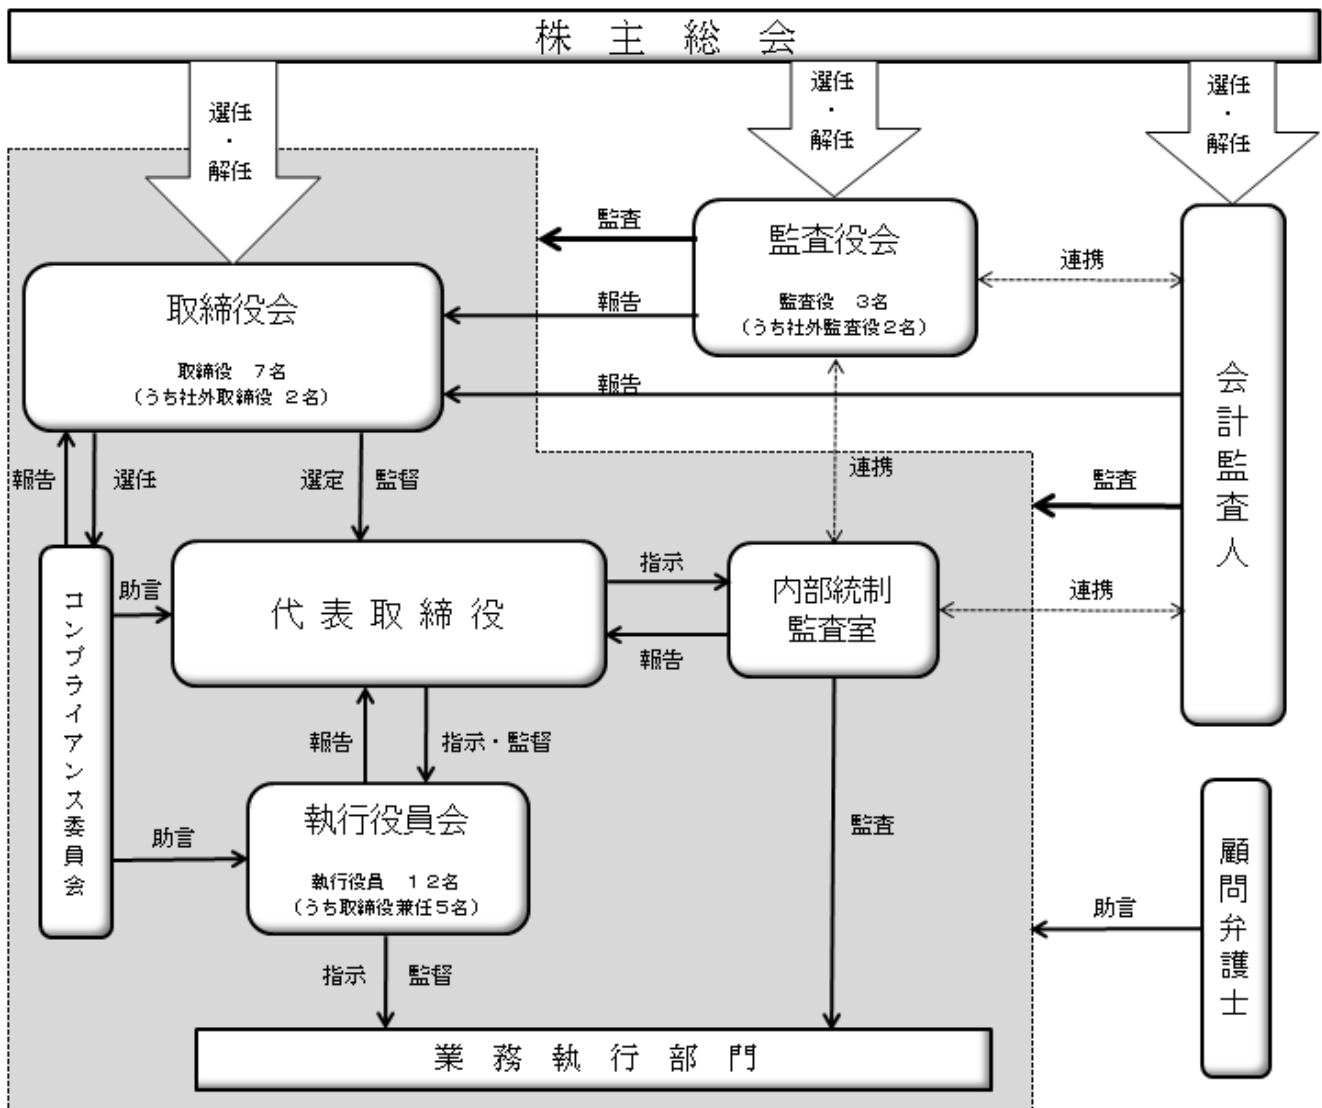 株主総会
選任
・
解任
選任
・
解任
選任
・
解任
監査
監査役会
監査役 3名
(うち社外監査役2名)
連携
取締役会
取締役 7名
(うち社外取締役 2名)
報告
報告
会計監査人
報告
選任
選定
監督
連携
監査
コンプライアンス委員会
助言
代表取締役
指示
報告
内部統制
監査室
連携
報告
指示・監督
助言
執行役員会
執行役員 12名
(うち取締役兼任5名)
監査
顧問弁護士
助言
指示
監督
業務執行部門